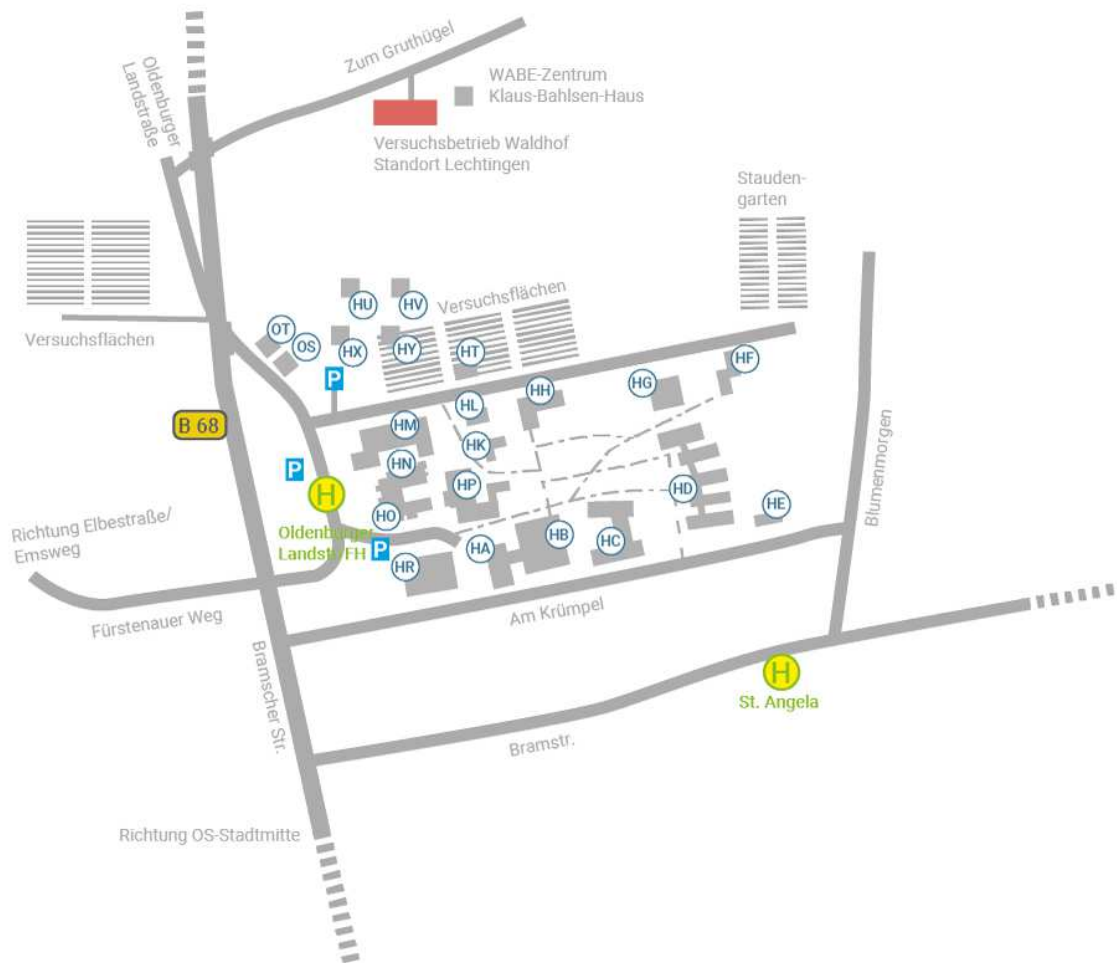 Zum Gruthügel
Oldenburger
Landstraße
WABE-Zentrum
Klaus-Bahlsen-Haus
Versuchsbetrieb Waldhof
Standort Lechtingen
Stauden-
garten
Versuchsflächen
HU
HV
Versuchsflächen
OT
OS
HX
HY
HT
HF
P
HG
HH
HL
HM
B 68
HK
HN
P
HP
HD
H
HE
HO
Blumenmorgen
Richtung Elbestraße/
Emsweg
Oldenburger
Landstr./FH
P
HA
HB
HC
HR
Fürstenauer Weg
Am Krümpel
Bramscher Str.
H
St. Angela
Bramstr.
Richtung OS-Stadtmitte